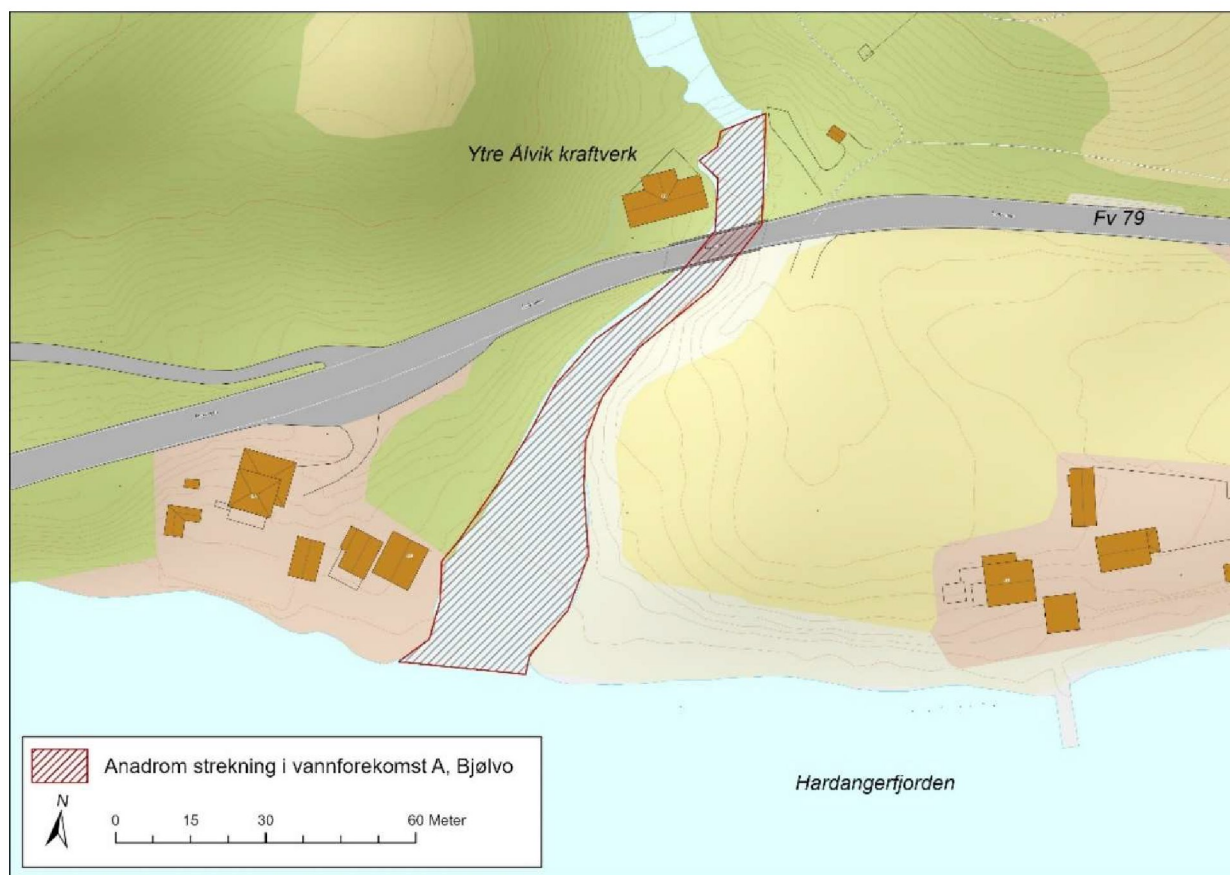 Ytre Ålvik kraftverk
Fv 79
Hardangerfjorden
Anadrom strekning i vannforekomst A, Bjølvo
N
0 15 30 60 Meter